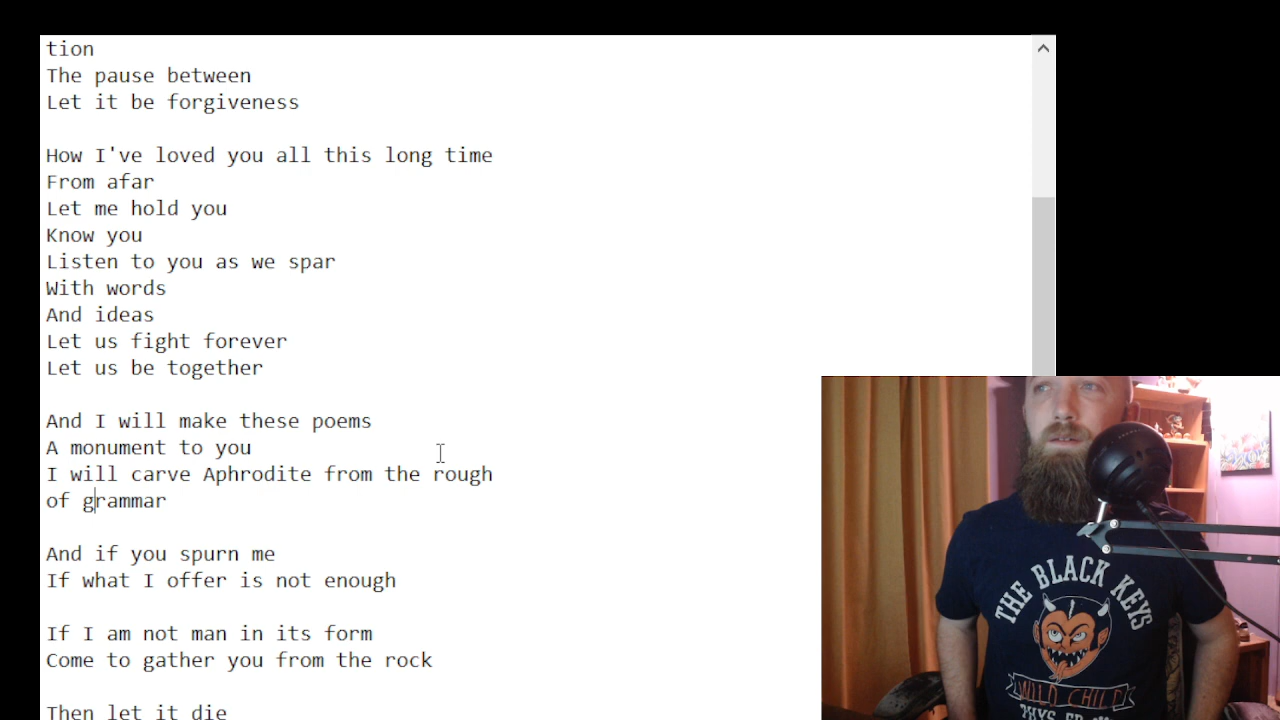 tion
The pause between
Let it be forgiveness
How I've loved you all this long time
From afar
Let me hold you
Know you
Listen to you as we spar
With words
And ideas
Let us fight forever
Let us be together
And I will make these poems
A monument to you
I will carve Aphrodite from the rough
of grammar
And if you spurn me
If what I offer is not enough
If I am not man in its form
Come to gather you from the rock
Then let it die
THE BLACK KEYS
WILD CHILD